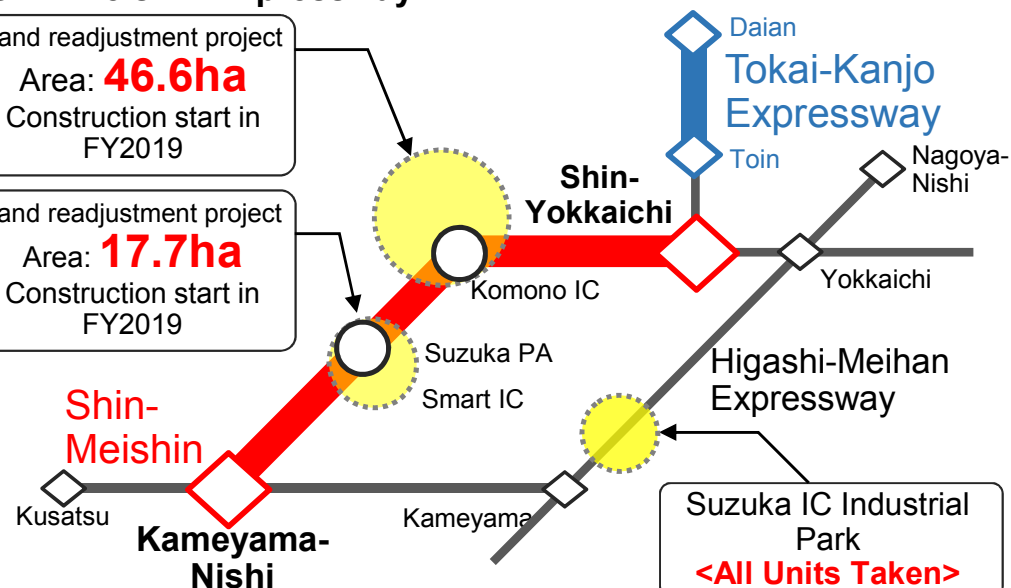 and readjustment project
Area: 46.6ha
Construction start in
FY2019
and readjustment project
Area: 17.7ha
Construction start in
FY2019
Daian
Tokai-Kanjo
Expressway
Toin
Nagoya-
Nishi
Shin-
Yokkaichi
Yokkaichi
Komono IC
Suzuka PA
Smart IC
Higashi-Meihan
Expressway
Shin-
Meishin
Kusatsu
Kameyama-
Nishi
Kameyama
Suzuka IC Industrial
Park
<All Units Taken>